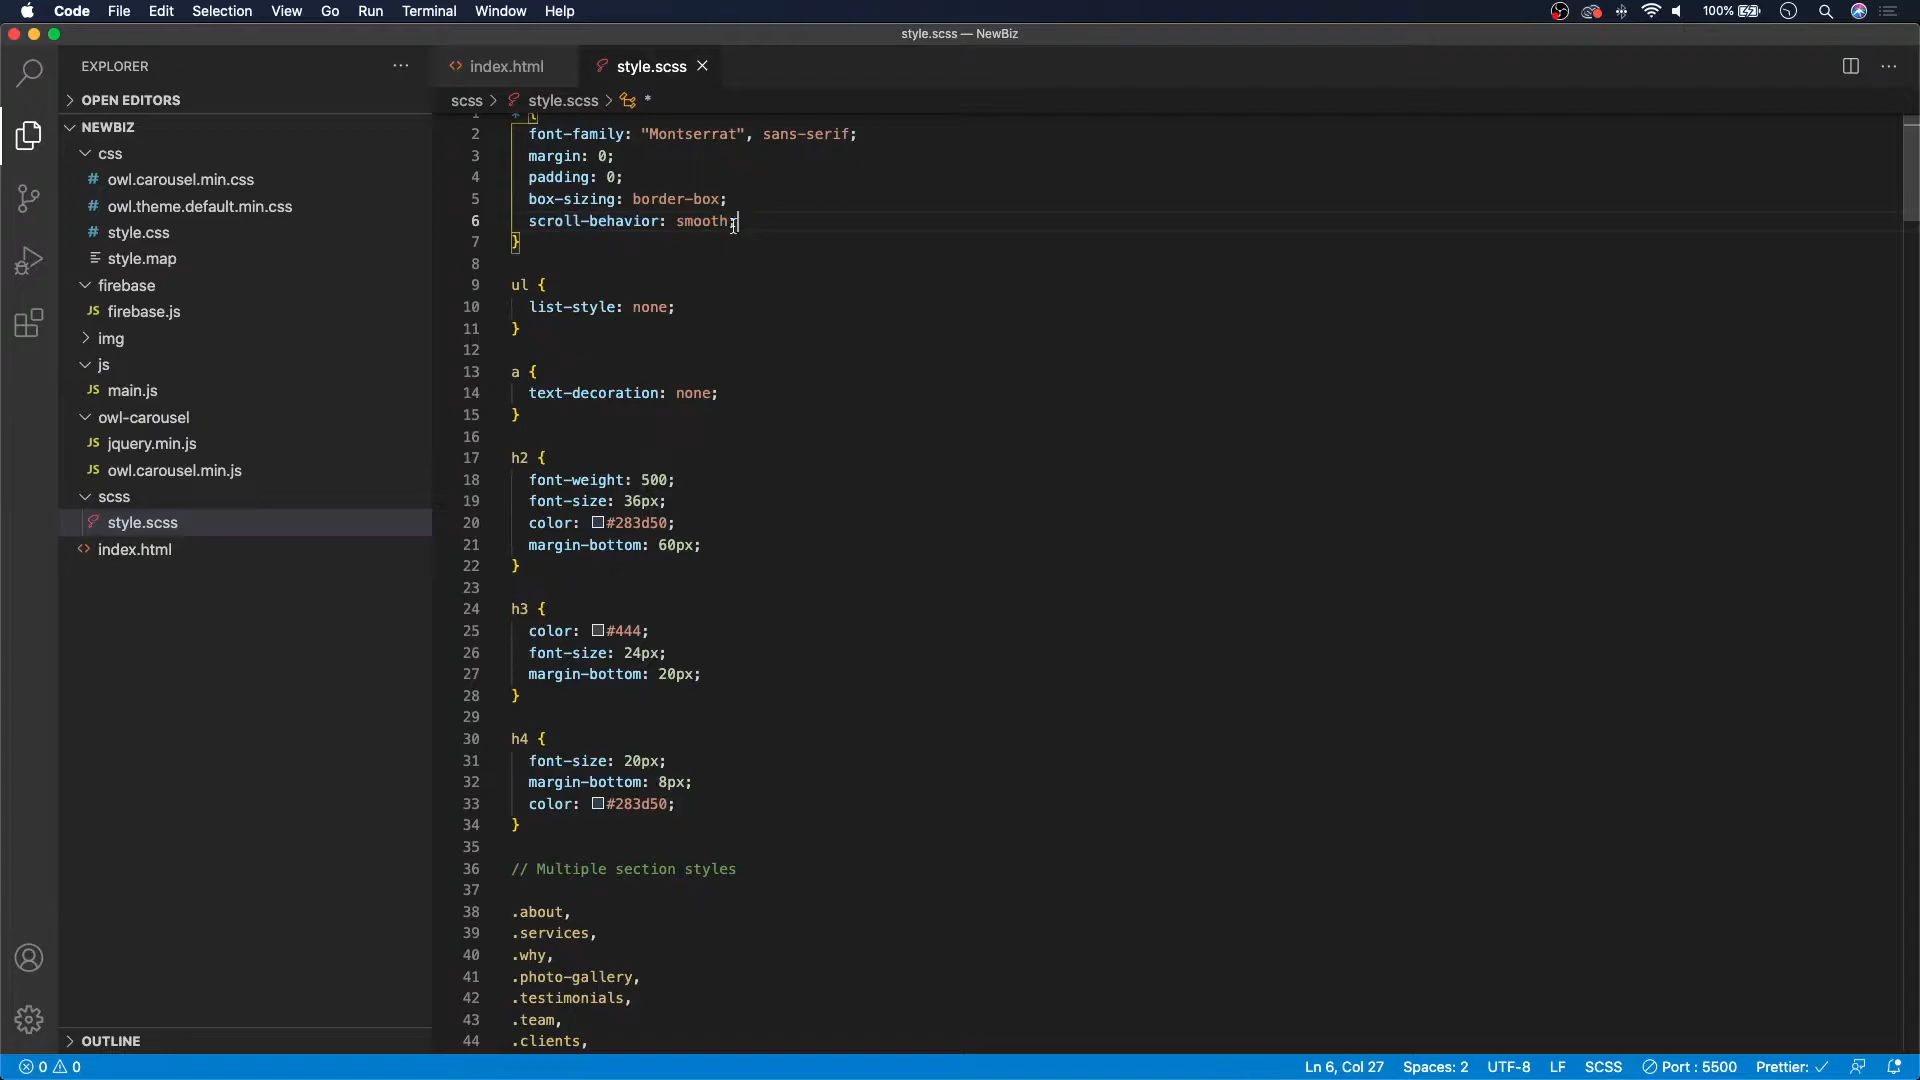 Code File Edit Selection View Go Run Terminal Window Help 100%
style.scss — NewBiz
EXPLORER
OPEN EDITORS
NEWBIZ
css
owl.carousel.min.css
owl.theme.default.min.css
style.css
style.map
firebase
JS firebase.js
img
js
JS main.js
owl-carousel
JS jquery.min.js
JS owl.carousel.min.js
scss
style.scss
index.html
OUTLINE
index.html style.scss
scss > style.scss > *
1 * {
2 font-family: "Montserrat", sans-serif;
3 margin: 0;
4 padding: 0;
5 box-sizing: border-box;
6 scroll-behavior: smooth;
7 }
8
9 ul {
10 list-style: none;
11 }
12
13 a {
14 text-decoration: none;
15 }
16
17 h2 {
18 font-weight: 500;
19 font-size: 36px;
20 color: #283d50;
21 margin-bottom: 60px;
22 }
23
24 h3 {
25 color: #444;
26 font-size: 24px;
27 margin-bottom: 20px;
28 }
29
30 h4 {
31 font-size: 20px;
32 margin-bottom: 8px;
33 color: #283d50;
34 }
35
36 // Multiple section styles
37
38 .about,
39 .services,
40 .why,
41 .photo-gallery,
42 .testimonials,
43 .team,
44 .clients,
0 0 Ln 6, Col 27 Spaces: 2 UTF-8 LF SCSS Port : 5500 Prettier: ✓